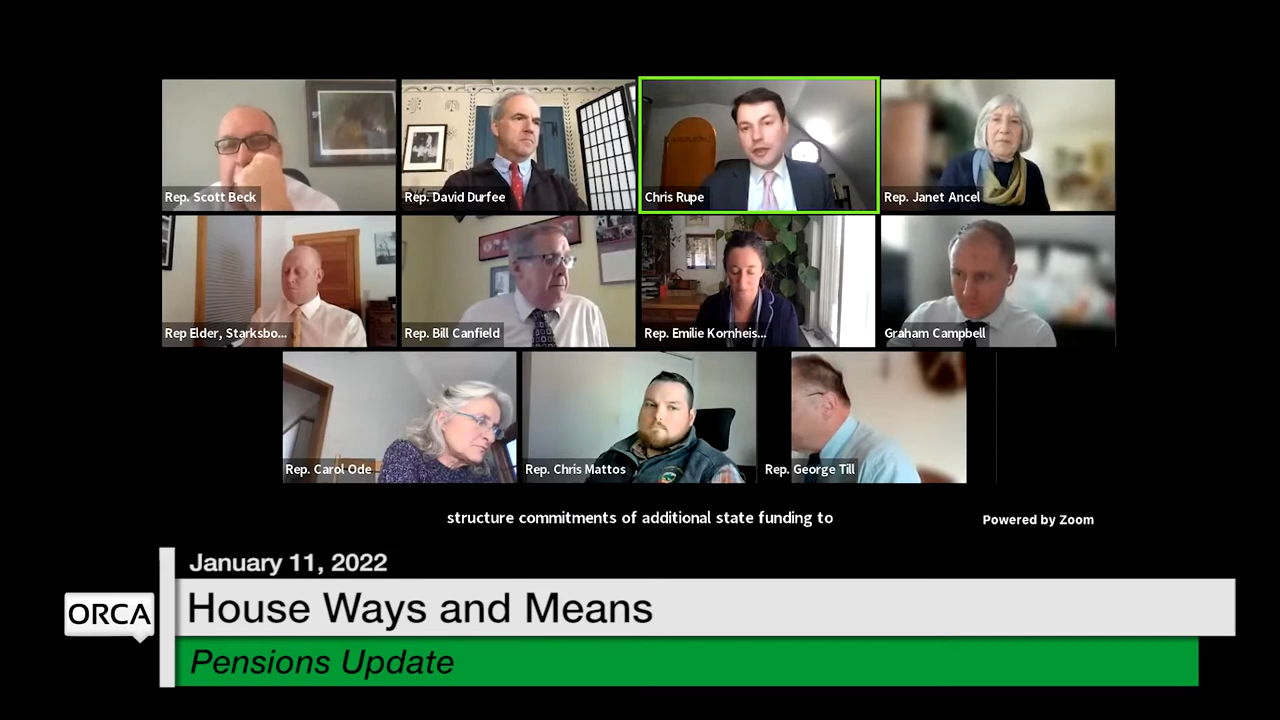 Rep. Scott Beck
Rep. David Durfee
Chris Rupe
Rep. Janet Ancel
Rep Elder, Starksbo...
Rep. Bill Canfield
Rep. Emilie Kornheis...
Graham Campbell
Rep. Carol Ode
Rep. Chris Mattos
Rep. George Till
structure commitments of additional state funding to
Powered by Zoom
January 11, 2022
ORCA
House Ways and Means
Pensions Update